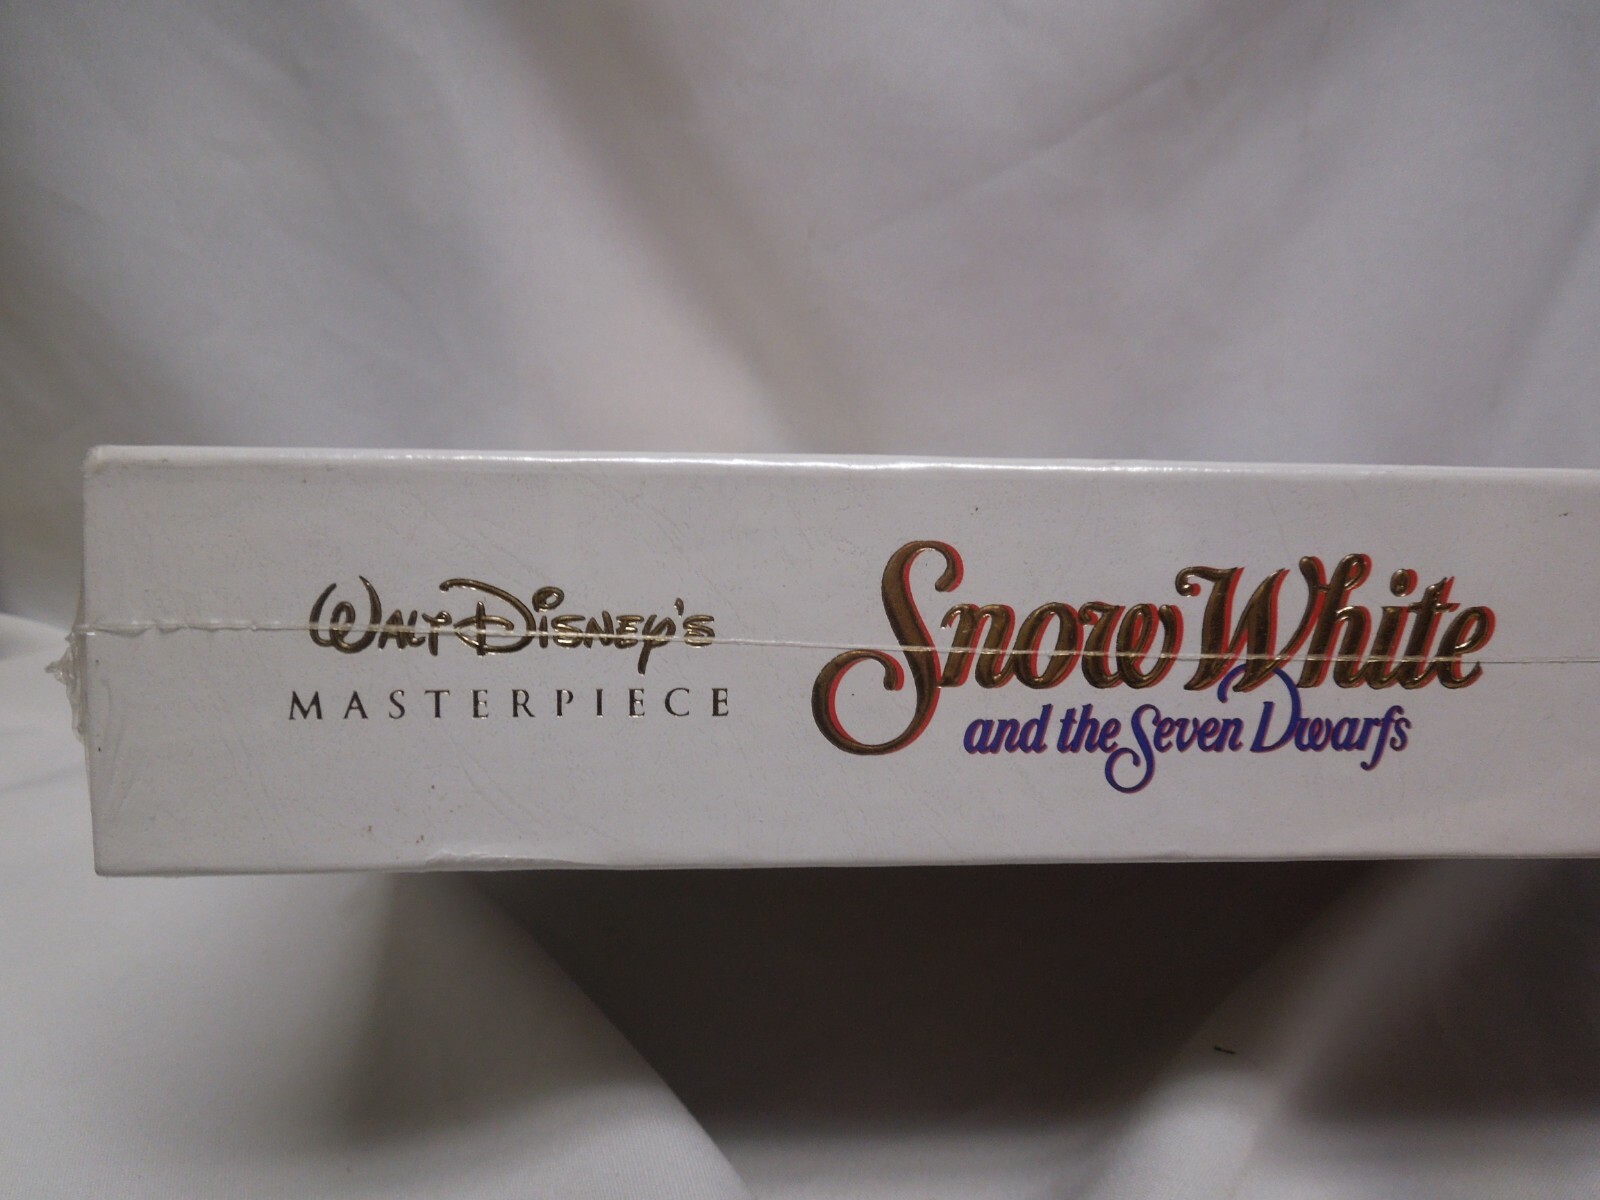 Walt Disney's
MASTERPIECE
Snow White
and the Seven Dwarfs